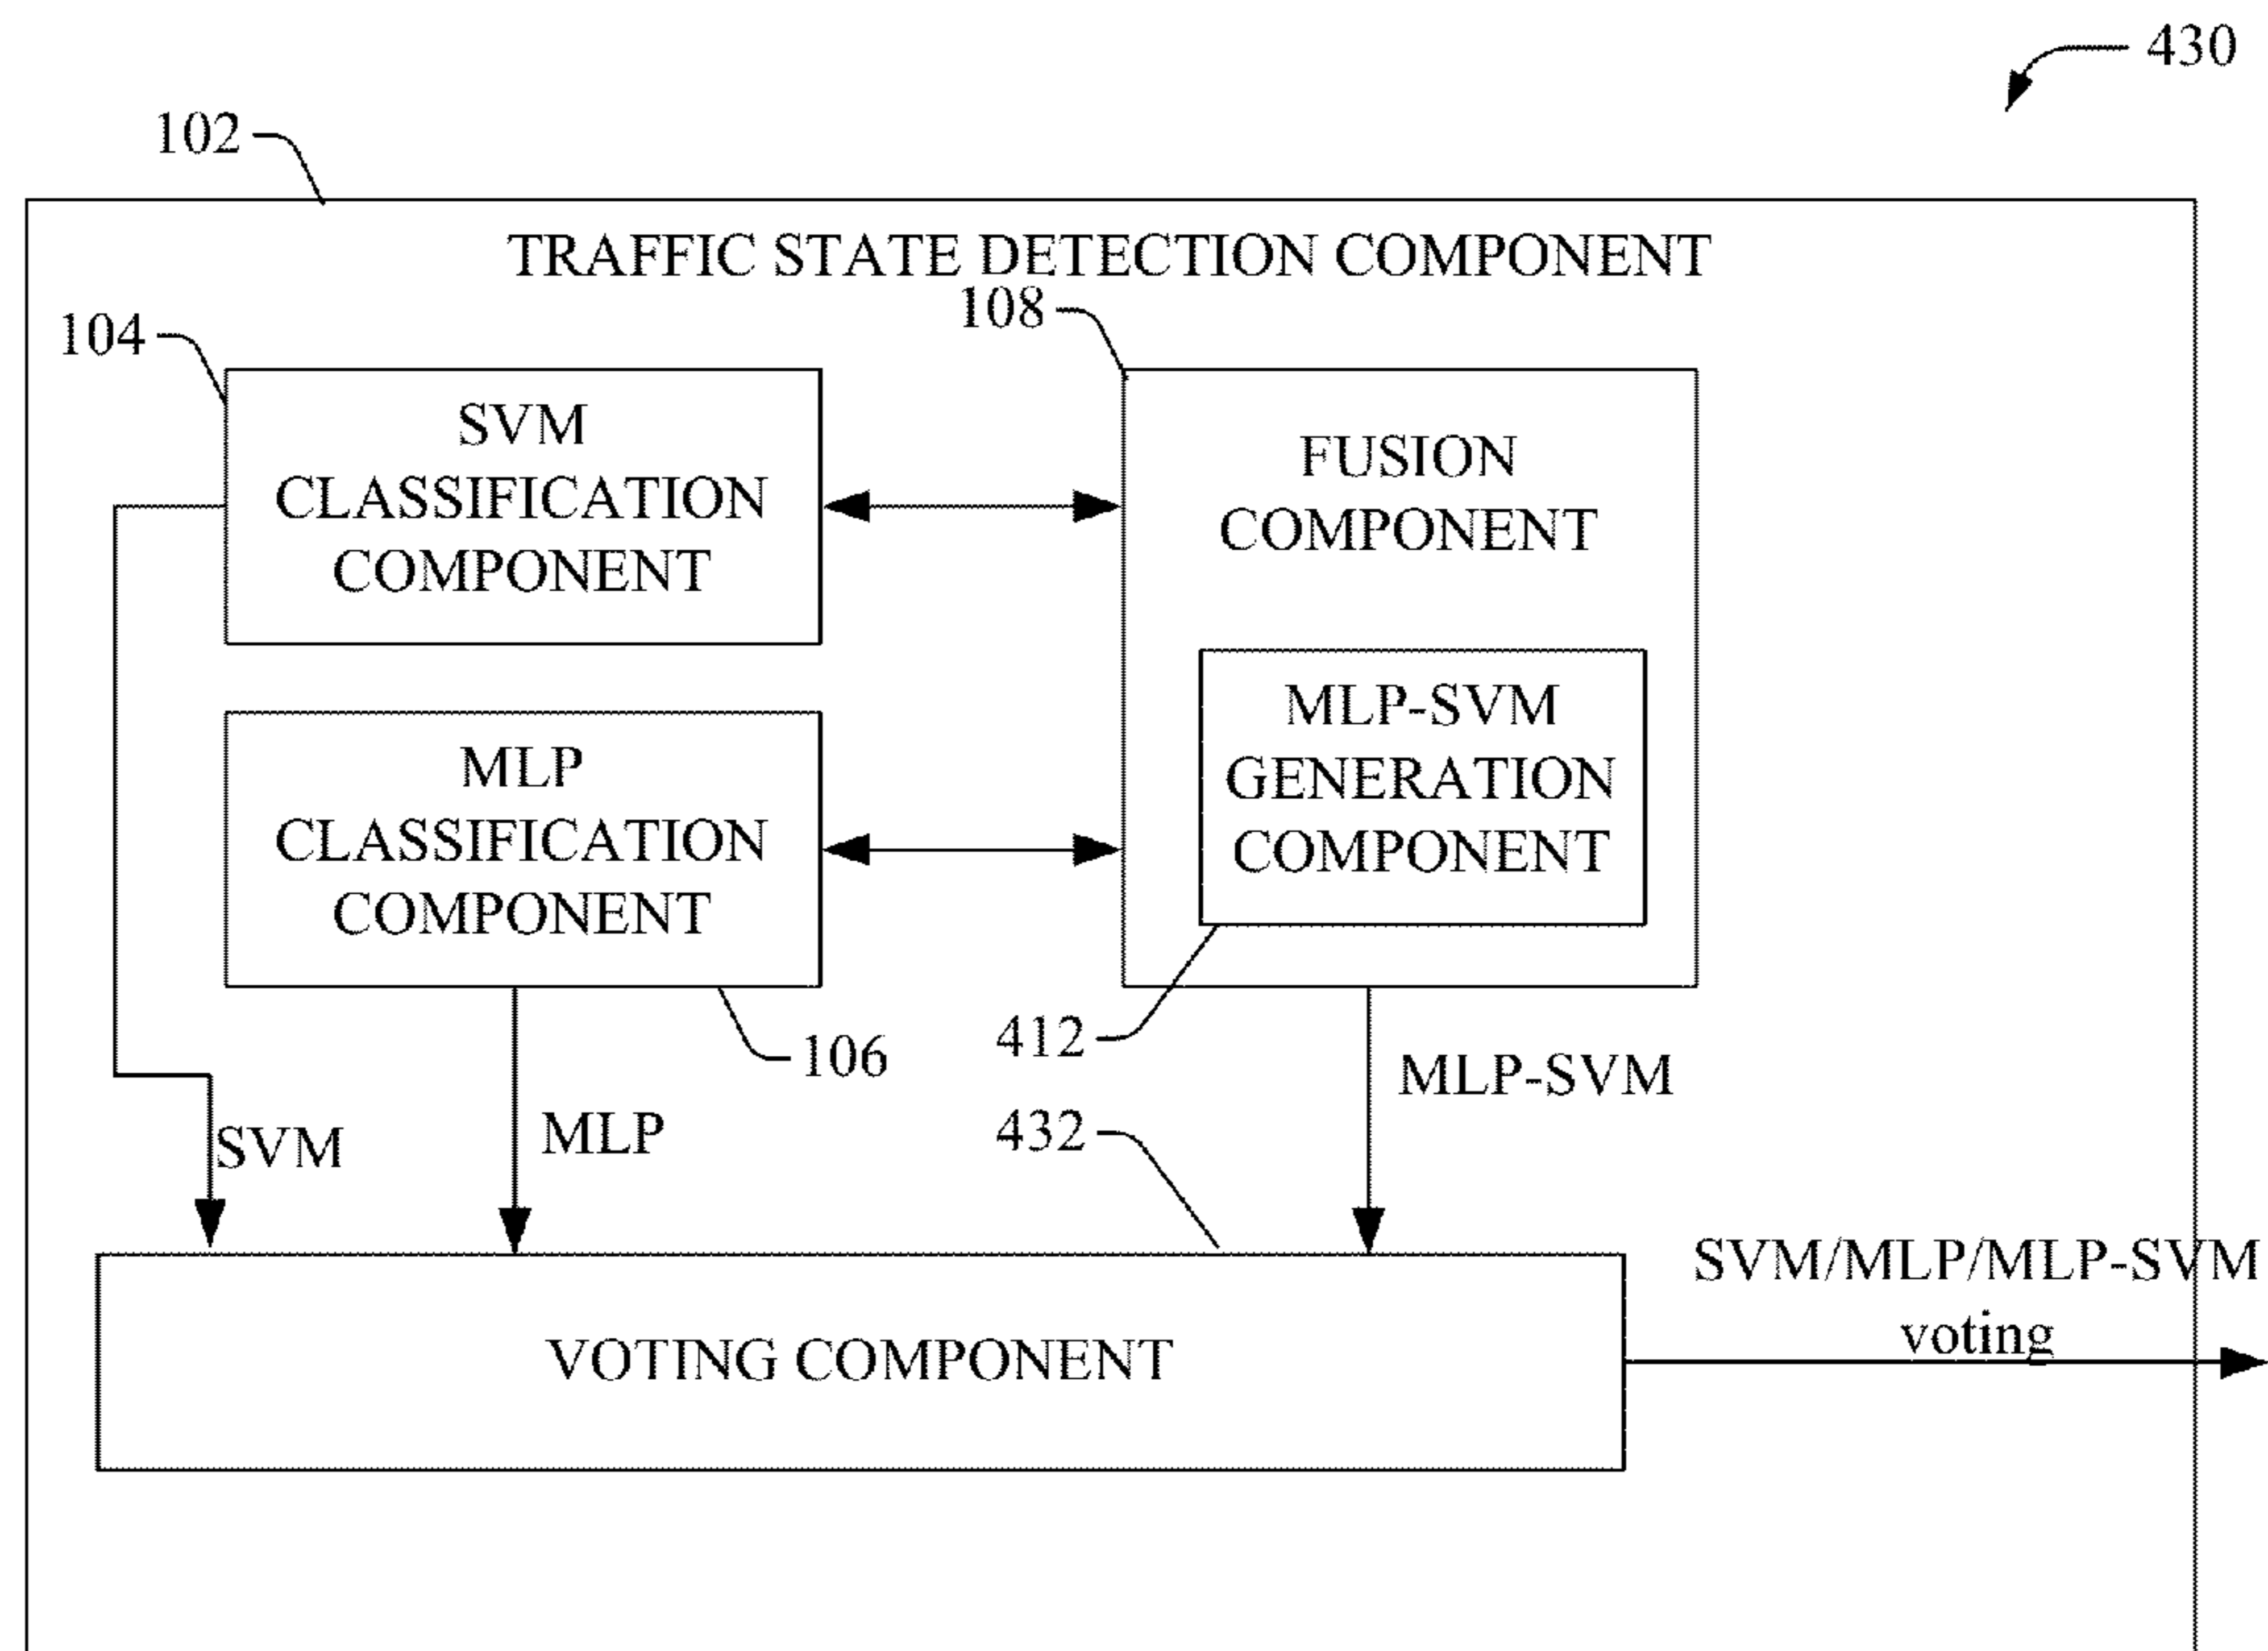 430
102
TRAFFIC STATE DETECTION COMPONENT
108
104
SVM
CLASSIFICATION
COMPONENT
FUSION
COMPONENT
MLP-SVM
GENERATION
COMPONENT
MLP
CLASSIFICATION
COMPONENT
412
106
MLP-SVM
432
SVM
MLP
SVM/MLP/MLP-SVM
voting
VOTING COMPONENT